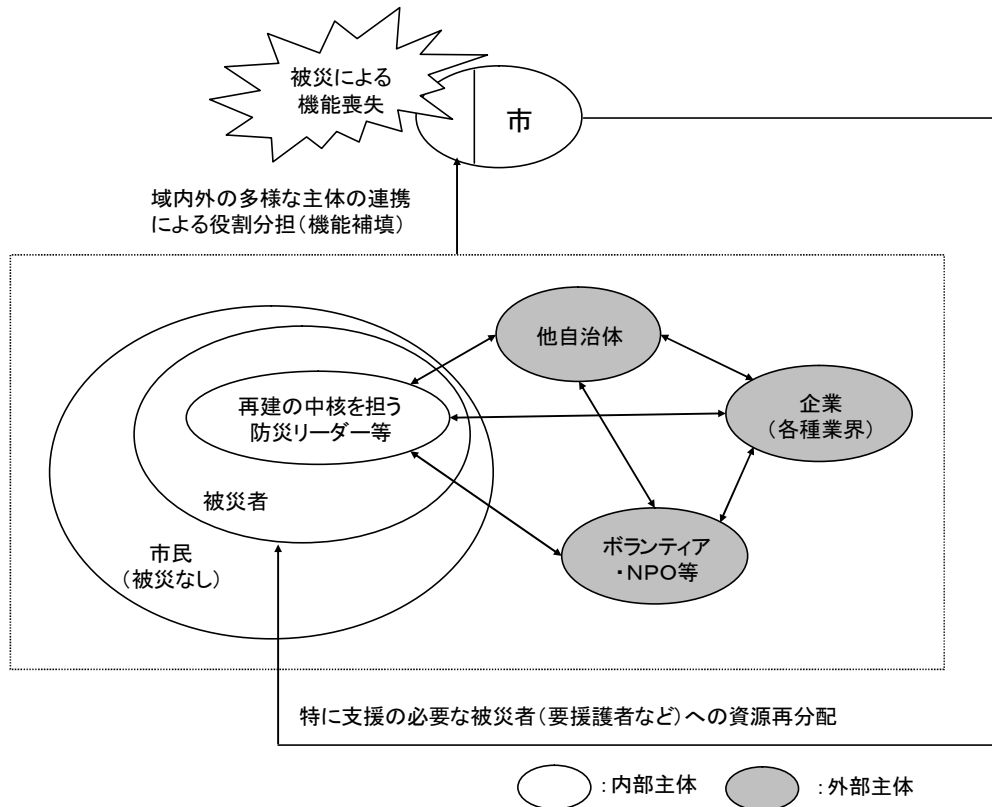 被災による
機能喪失
市
域内外の多様な主体の連携
による役割分担(機能補填)
他自治体
再建の中核を担う
防災リーダー等
企業
(各種業界)
被災者
ボランティア
・NPO等
市民
(被災なし)
特に支援の必要な被災者(要援護者など)への資源再分配
:内部主体
:外部主体